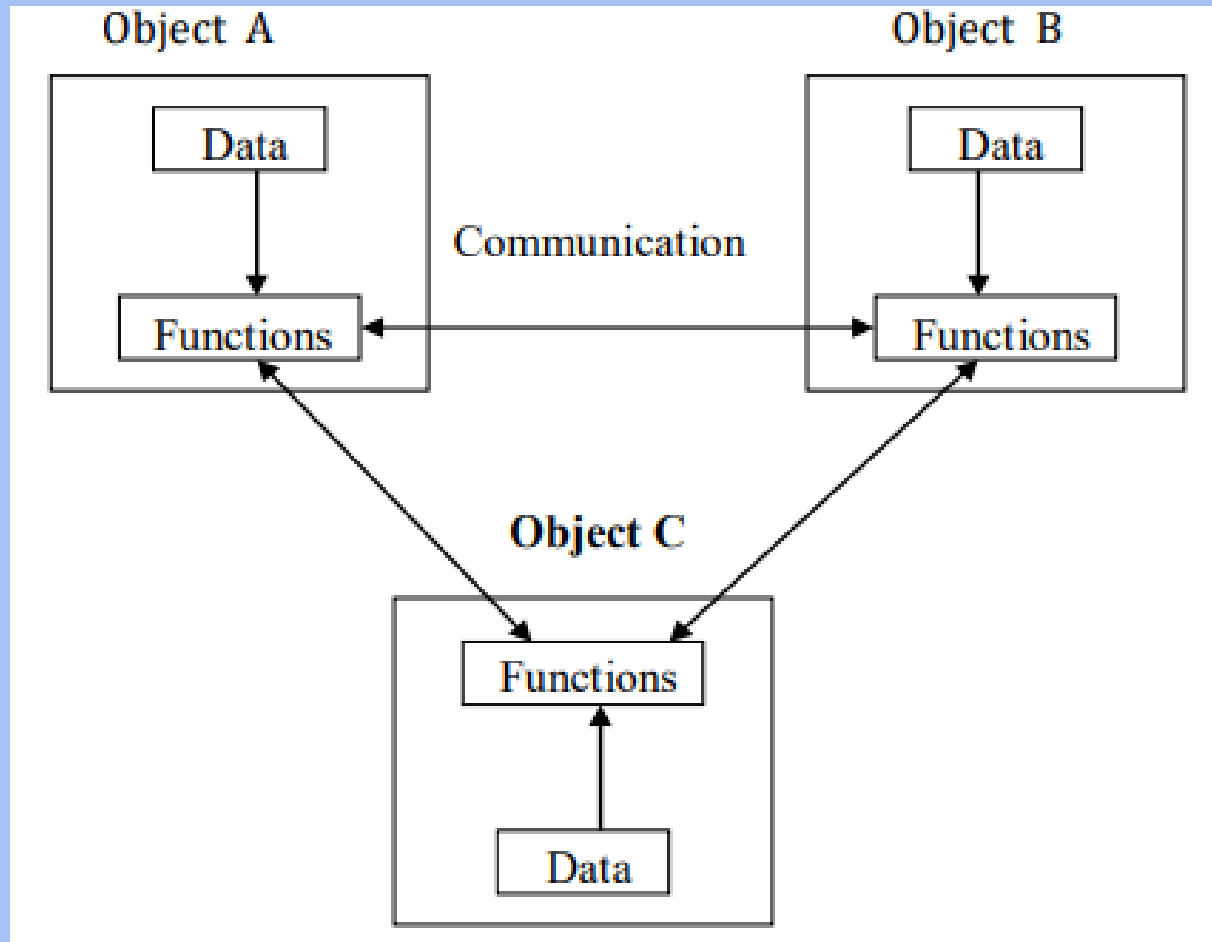 Object A
Object B
Data
Data
Communication
Functions
Functions
Object C
Functions
Data